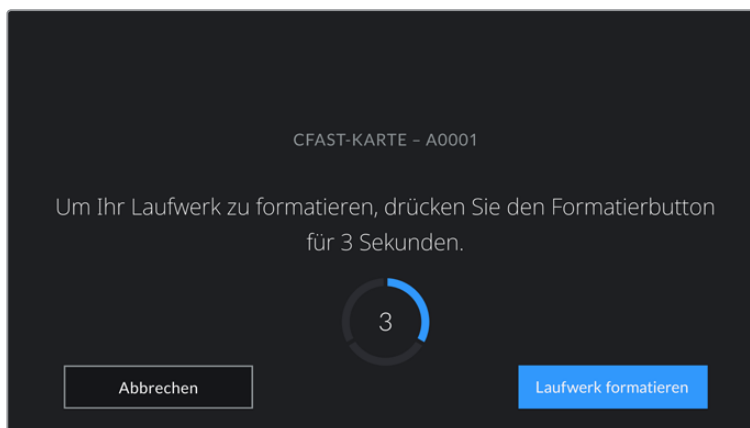 CFAST-KARTE – A0001
Um Ihr Laufwerk zu formatieren, drücken Sie den Formatierbutton
für 3 Sekunden.
3
Abbrechen
Laufwerk formatieren